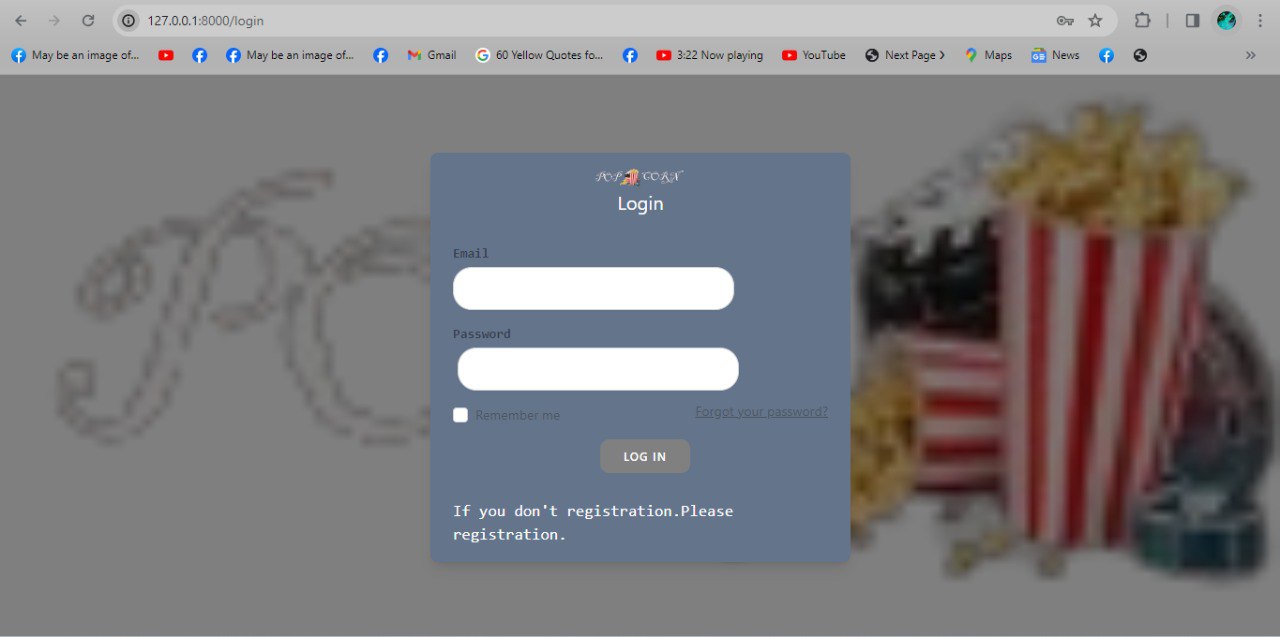 127.0.0.1:8000/login
May be an image of...
May be an image of...
Gmail
60 Yellow Quotes fo...
3:22 Now playing
YouTube
Next Page >
Maps
News
»
POP CORN
Login
Email
Password
Remember me
Forgot your password?
LOG IN
If you don't registration.Please
registration.